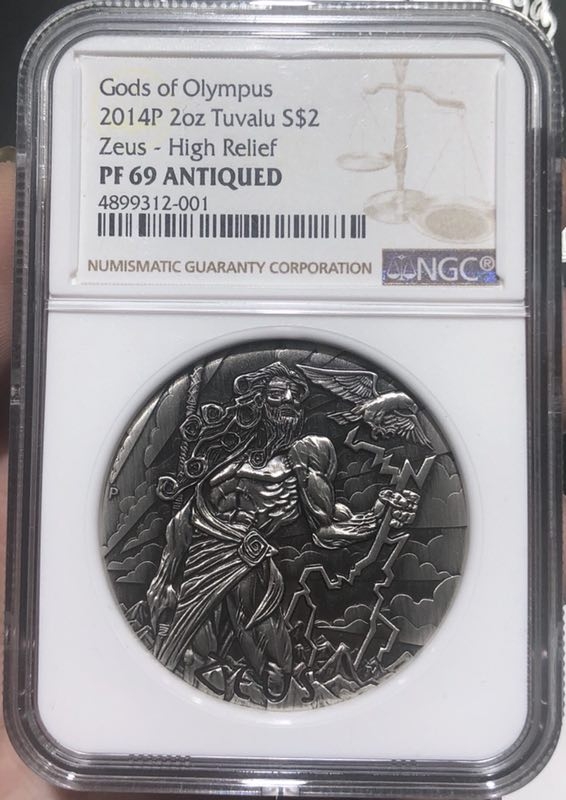 Gods of Olympus
2014P 2oz Tuvalu S$2
Zeus - High Relief
PF 69 ANTIQUED
4899312-001
NUMISMATIC GUARANTY CORPORATION
NGC®
P
ZEUS